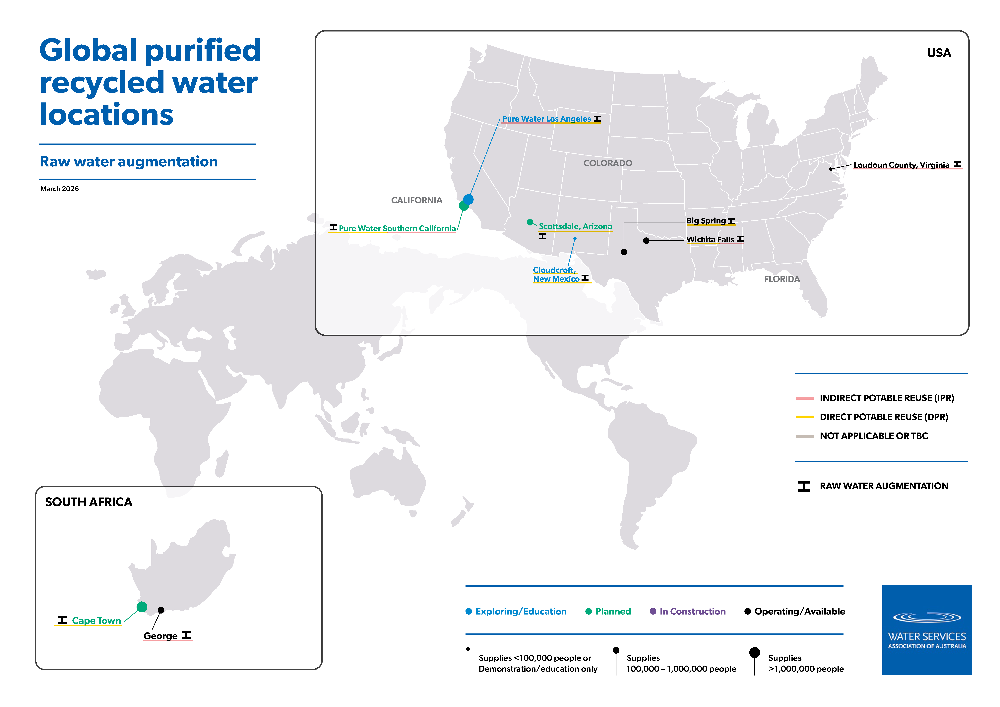 Global purified
recycled water
locations
Raw water augmentation
March 2026
USA
Pure Water Los Angeles
COLORADO
Loudoun County, Virginia
CALIFORNIA
Pure Water Southern California
Scottsdale, Arizona
Big Spring
Wichita Falls
Cloudcroft,
New Mexico
FLORIDA
INDIRECT POTABLE REUSE (IPR)
DIRECT POTABLE REUSE (DPR)
NOT APPLICABLE OR TBC
RAW WATER AUGMENTATION
SOUTH AFRICA
Cape Town
George
Exploring/Education
Planned
In Construction
Operating/Available
Supplies <100,000 people or
Demonstration/education only
Supplies
100,000 – 1,000,000 people
Supplies
>1,000,000 people
WATER SERVICES
ASSOCIATION OF AUSTRALIA